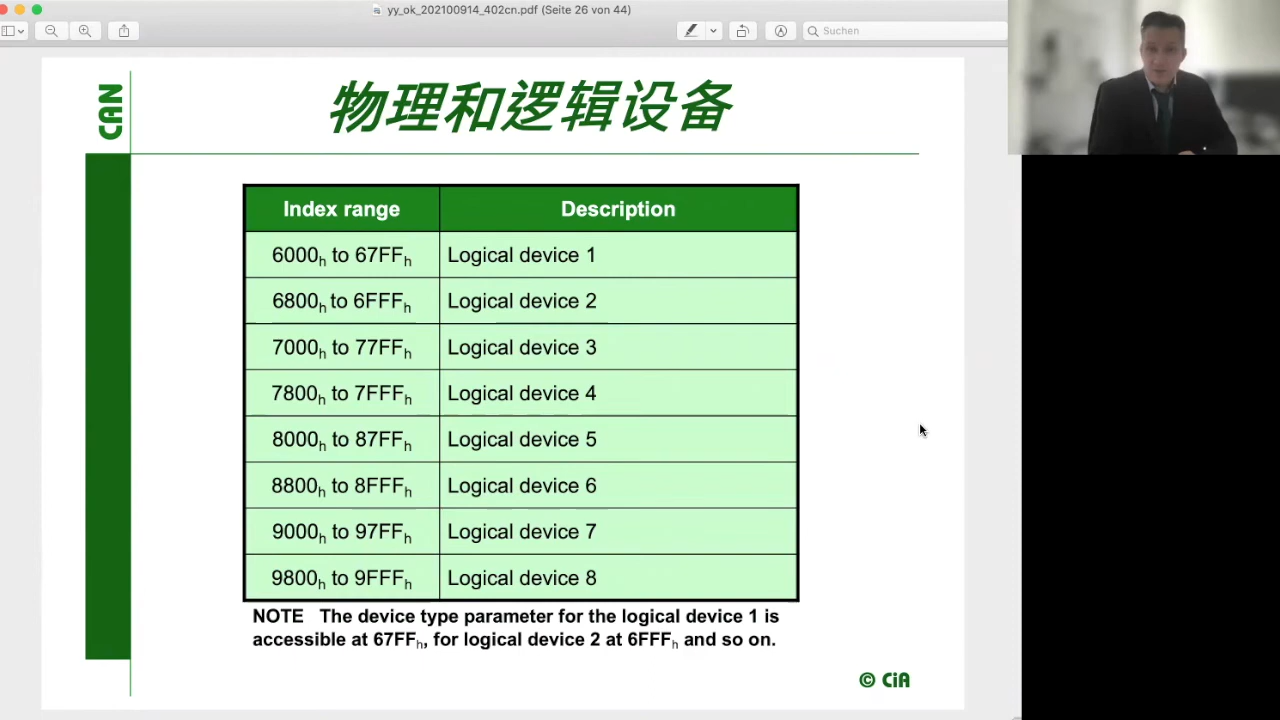 yy_ok_202100914_402cn.pdf (Seite 26 von 44)
Suchen
CAN
物理和逻辑设备
Index range Description
6000h to 67FFh Logical device 1
6800h to 6FFFh Logical device 2
7000h to 77FFh Logical device 3
7800h to 7FFFh Logical device 4
8000h to 87FFh Logical device 5
8800h to 8FFFh Logical device 6
9000h to 97FFh Logical device 7
9800h to 9FFFh Logical device 8
NOTE The device type parameter for the logical device 1 is
accessible at 67FFh, for logical device 2 at 6FFFh and so on.
© CiA